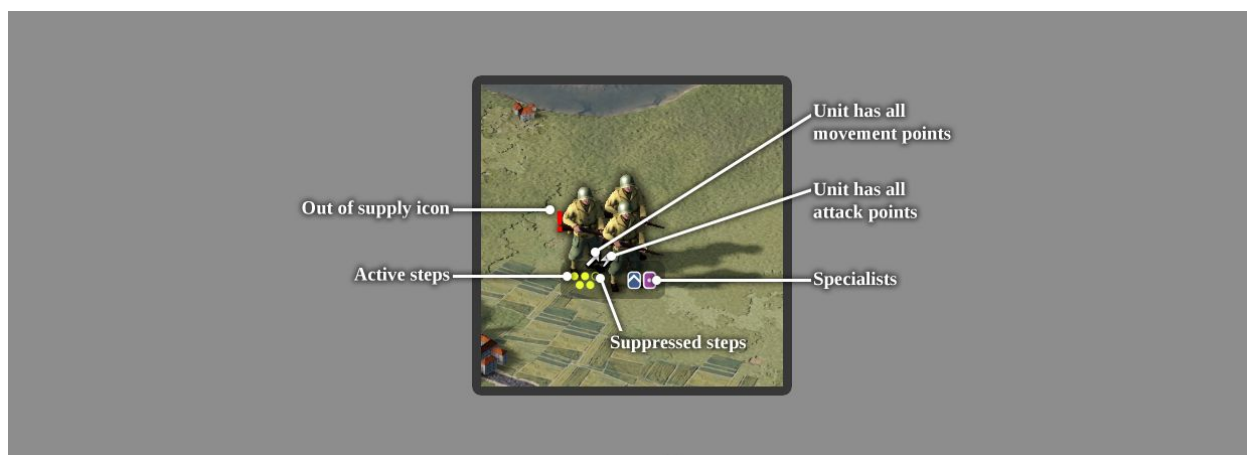 Unit has all
movement points
Unit has all
attack points
Out of supply icon
Active steps
Specialists
Suppressed steps